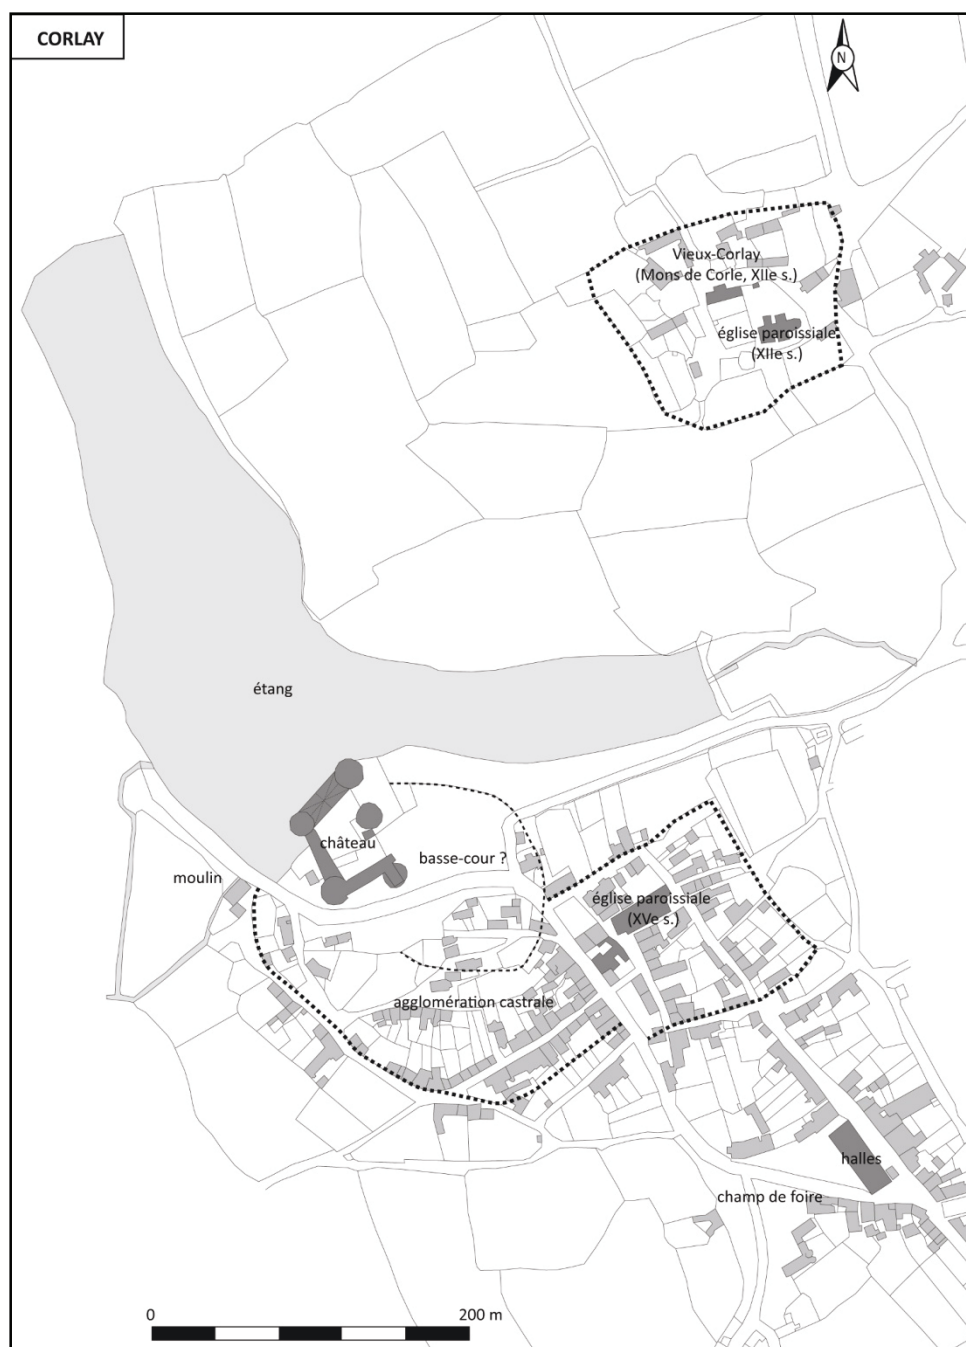 CORLAY
N
Vieux-Corlay
(Mons de Corle, XIIe s.)
église paroissiale
(XIIe s.)
étang
château
basse-cour ?
moulin
église paroissiale
(XVe s.)
agglomération castrale
halles
champ de foire
0
200 m